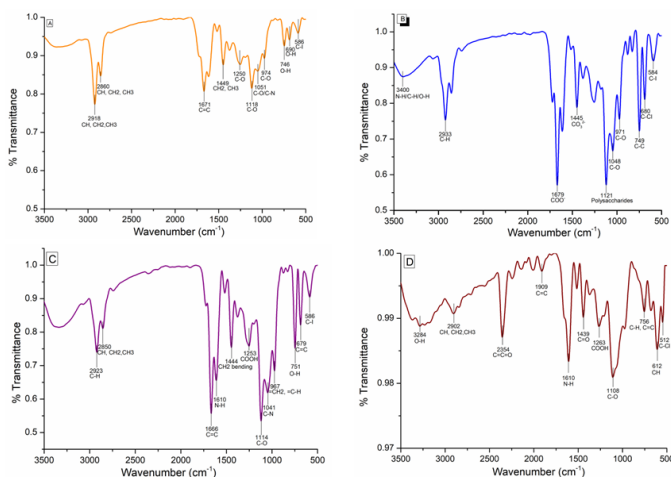 A
1.0
0.9
0.8
0.7
0.6
0.5
% Transmittance
3500 3000 2500 2000 1500 1000 500
Wavenumber (cm-1)
2918
CH, CH2,CH3
2860
CH, CH2, CH3
1671
C=C
1449
CH2, CH3
1250
C-O
1118
C-O
1051
C-O/C-N
974
C-O
746
O-H
690
O-H
586
C-I
B
1.0
0.9
0.8
0.7
0.6
0.5
% Transmittance
3500 3000 2500 2000 1500 1000 500
Wavenumber (cm-1)
3400
N-H/C-H/O-H
2933
C-H
1679
COO-
1445
CO32-
1121
Polysaccharides
1048
C-O
971
C-O
749
C-C
680
C-Cl
584
C-I
C
1.0
0.9
0.8
0.7
0.6
0.5
% Transmittance
3500 3000 2500 2000 1500 1000 500
Wavenumber (cm-1)
2923
C-H
2850
CH, CH2,CH3
1666
C=C
1610
N-H
1444
CH2 bending
1253
COOH
1114
C-O
1041
C-N
967
=CH2, =C-H
751
O-H
679
C=C
586
C-I
D
1.00
0.99
0.98
0.97
% Transmittance
3500 3000 2500 2000 1500 1000 500
Wavenumber (cm-1)
3284
O-H
2902
CH, CH2,CH3
2354
C=C=O
1909
C=C
1610
N-H
1439
C=O
1263
COOH
1108
C-O
756
C-H, C=C
612
CH
512